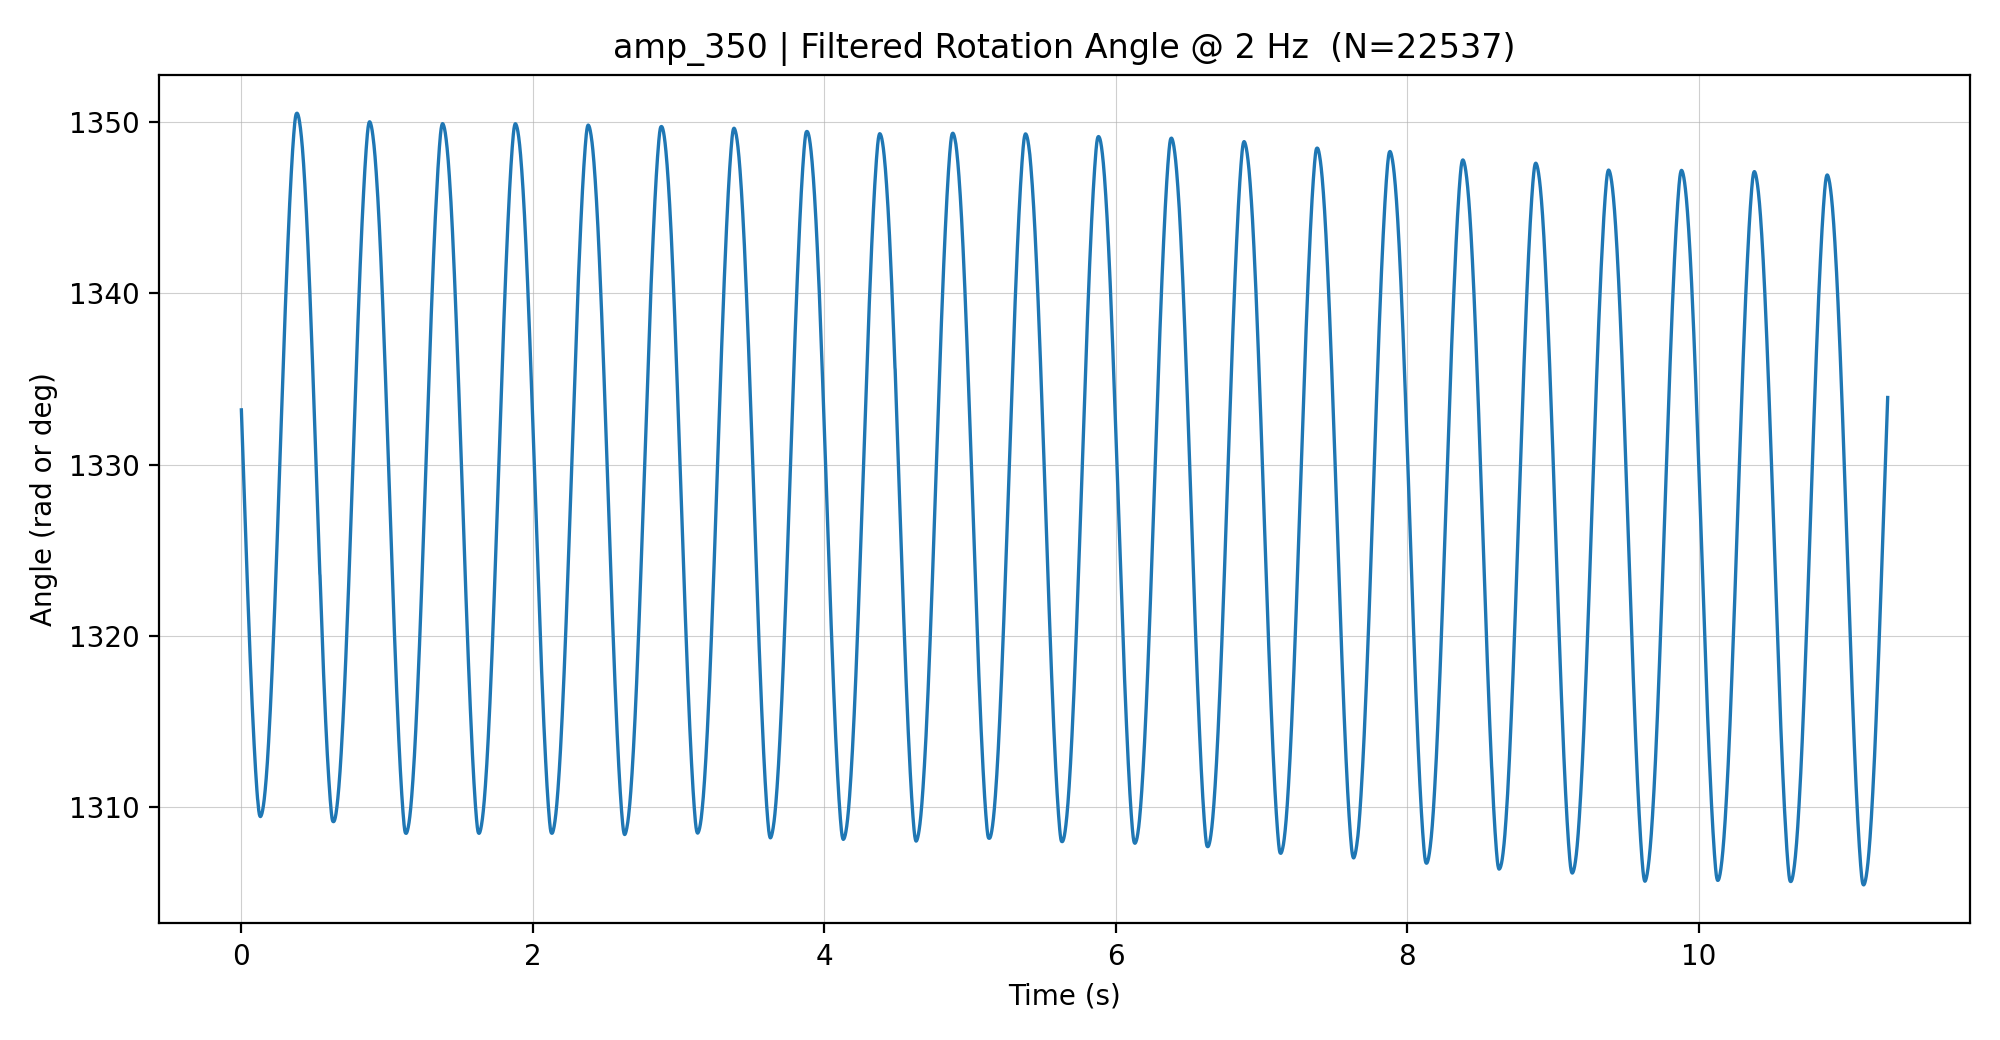 amp_350 | Filtered Rotation Angle @ 2 Hz  (N=22537)
Angle (rad or deg)
1350
1340
1330
1320
1310
0 2 4 6 8 10
Time (s)